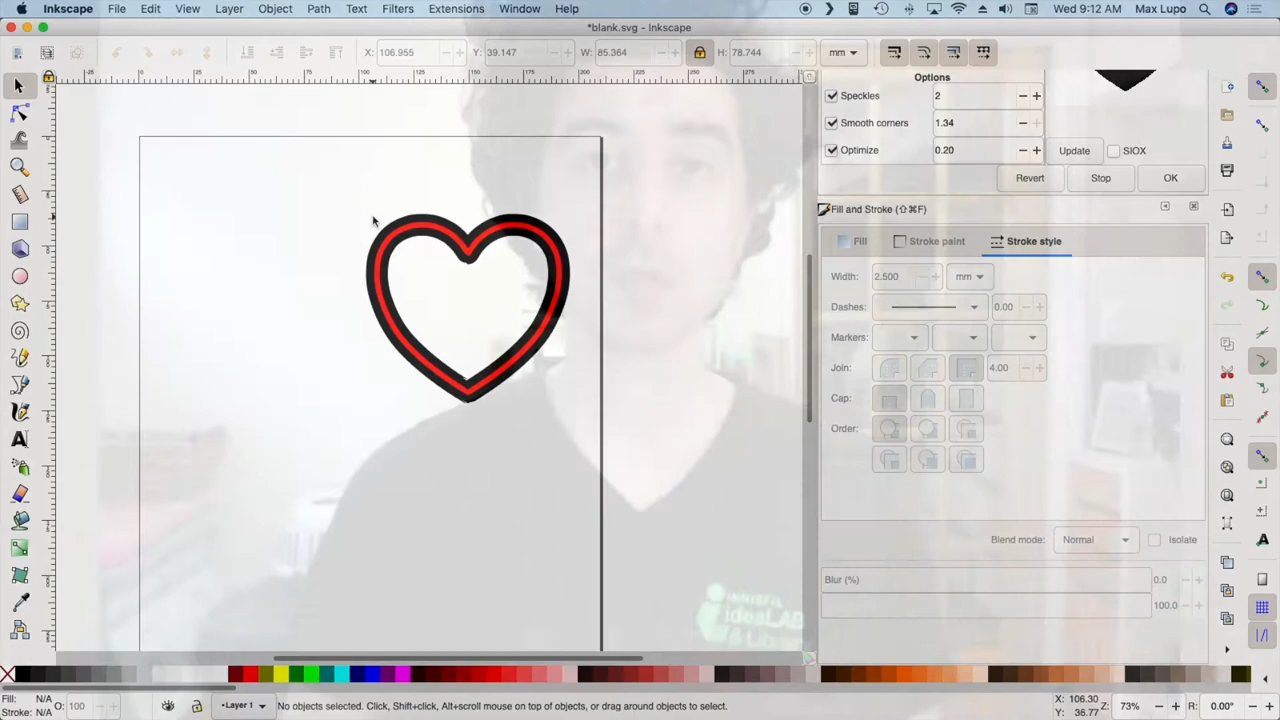 Inkscape File Edit View Layer Object Path Text Filters Extensions Window Help Wed 9:12 AM Max Lupo
*blank.svg - Inkscape
X: 106.955 Y: 39.147 W: 85.364 H: 78.744 mm
Options
Speckles 2
Smooth corners 1.34
Optimize 0.20 Update SIOX
Revert Stop OK
Fill and Stroke (⇧⌘F)
Fill Stroke paint Stroke style
Width: 2.500 mm
Dashes: 0.00
Markers:
Join: 4.00
Cap:
Order:
Blend mode: Normal Isolate
Blur (%) 0.0
100.0
ideaLAB
& Library
Fill: N/A
Stroke: N/A
O: 100
Layer 1
No objects selected. Click, Shift+click, Alt+scroll mouse on top of objects, or drag around objects to select.
X: 106.30
Y: 36.77
Z: 73% R: 0.00°